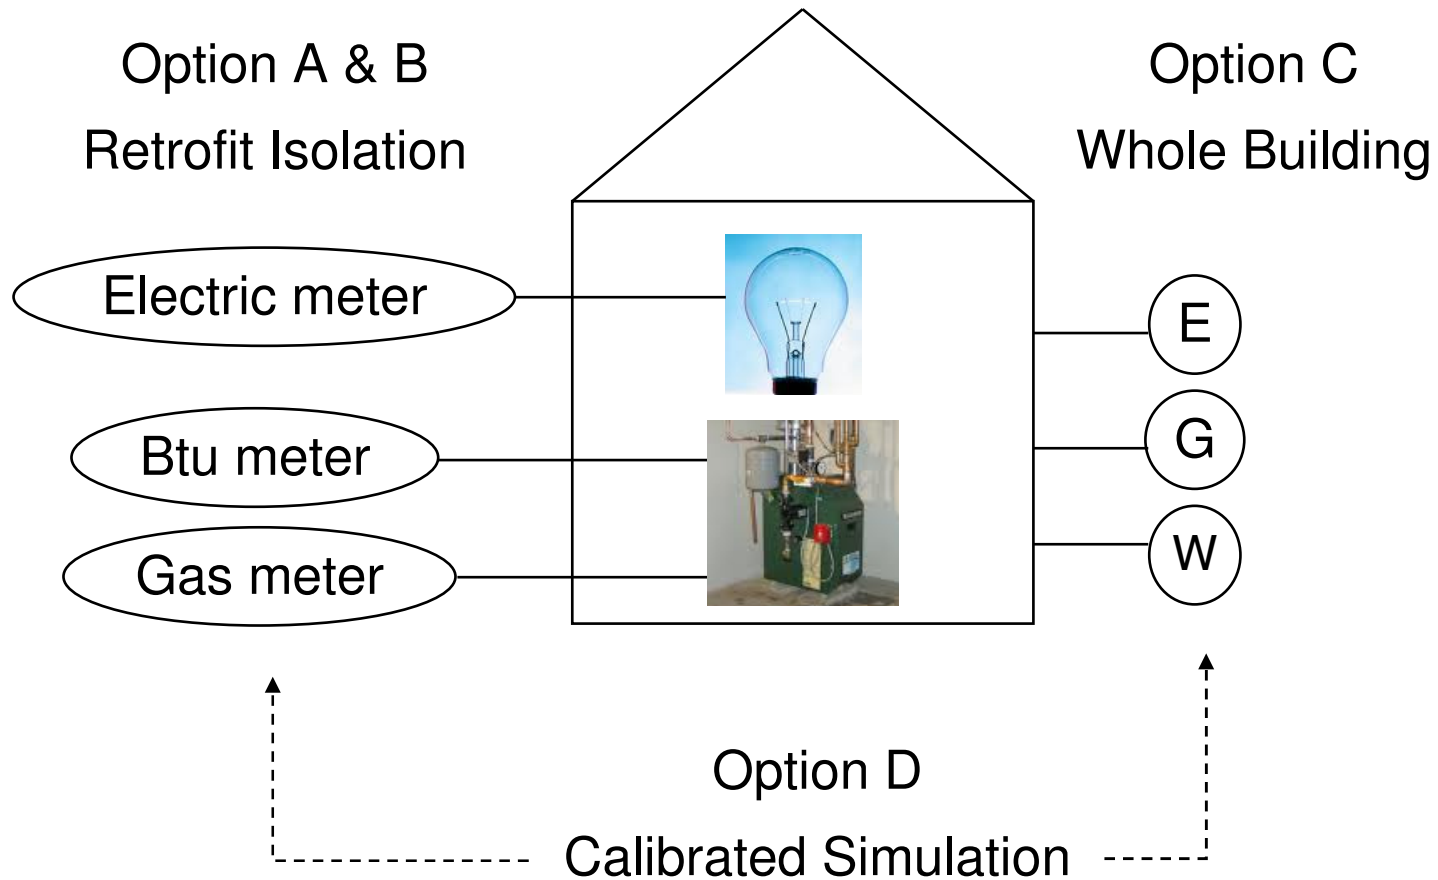 Option A & B
Retrofit Isolation
Electric meter
Btu meter
Gas meter
Option C
Whole Building
E
G
W
Option D
Calibrated Simulation